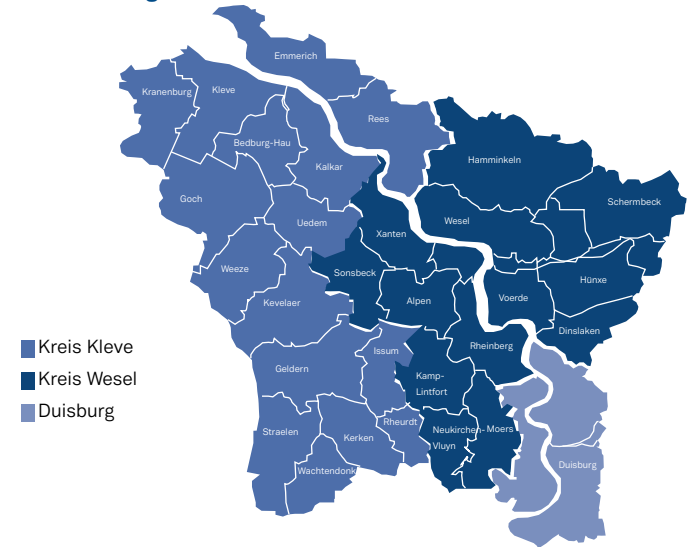 Emmerich
Kranenburg
Kleve
Rees
Bedburg-Hau
Hamminkeln
Kalkar
Goch
Schermbeck
Uedem
Wesel
Xanten
Weeze
Sonsbeck
Hünxe
Kevelaer
Alpen
Voerde
Dinslaken
Kreis Kleve
Issum
Rheinberg
Geldern
Kreis Wesel
Kamp-
Lintfort
Duisburg
Rheurdt
Straelen
Kerken
Neukirchen-
Vluyn
Moers
Wachtendonk
Duisburg